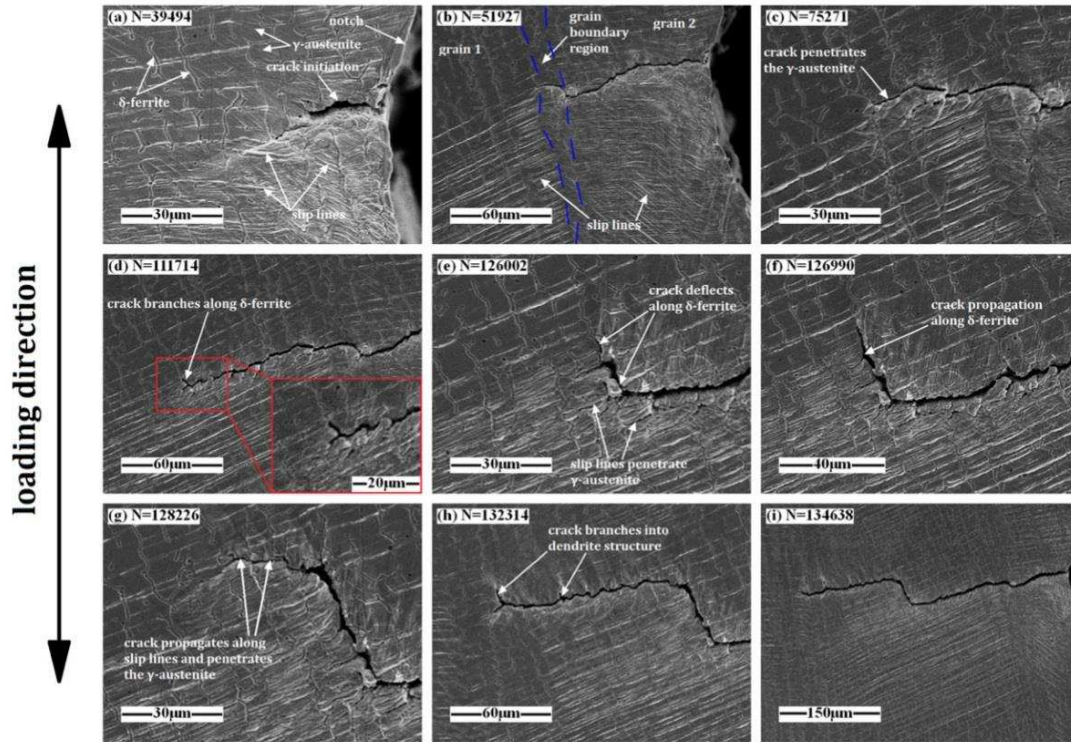 loading direction
(a) N=39494
notch
γ-austenite
crack initiation
δ-ferrite
slip lines
30μm
(b) N=51927
grain 1
grain
boundary
region
grain 2
slip lines
60μm
(c) N=75271
crack penetrates
the γ-austenite
30μm
(d) N=111714
crack branches along δ-ferrite
60μm
20μm
(e) N=126002
crack deflects
along δ-ferrite
slip lines penetrate
γ-austenite
30μm
(f) N=126990
crack propagation
along δ-ferrite
40μm
(g) N=128226
crack propagates along
slip lines and penetrates
the γ-austenite
30μm
(h) N=132314
crack branches into
dendrite structure
60μm
(i) N=134638
150μm